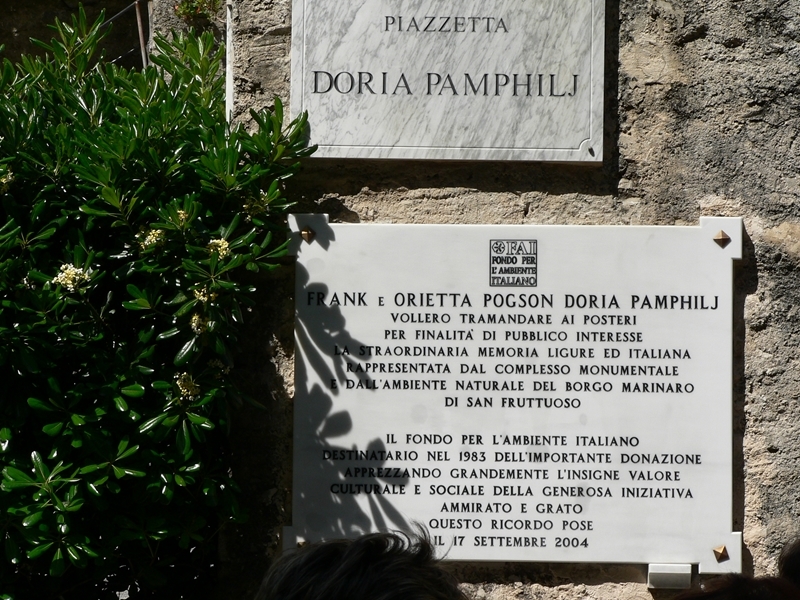 PIAZZETTA
DORIA PAMPHILJ
FAI
FONDO PER
L'AMBIENTE
ITALIANO
FRANK E ORIETTA POGSON DORIA PAMPHILJ
VOLLERO TRAMANDARE AI POSTERI
PER FINALITA' DI PUBBLICO INTERESSE
LA STRAORDINARIA MEMORIA LIGURE ED ITALIANA
RAPPRESENTATA DAL COMPLESSO MONUMENTALE
E DALL'AMBIENTE NATURALE DEL BORGO MARINARO
DI SAN FRUTTUOSO
IL FONDO PER L'AMBIENTE ITALIANO
DESTINATARIO NEL 1983 DELL'IMPORTANTE DONAZIONE
APPREZZANDO GRANDEMENTE L'INSIGNE VALORE
CULTURALE E SOCIALE DELLA GENEROSA INIZIATIVA
AMMIRATO E GRATO
QUESTO RICORDO POSE
IL 17 SETTEMBRE 2004